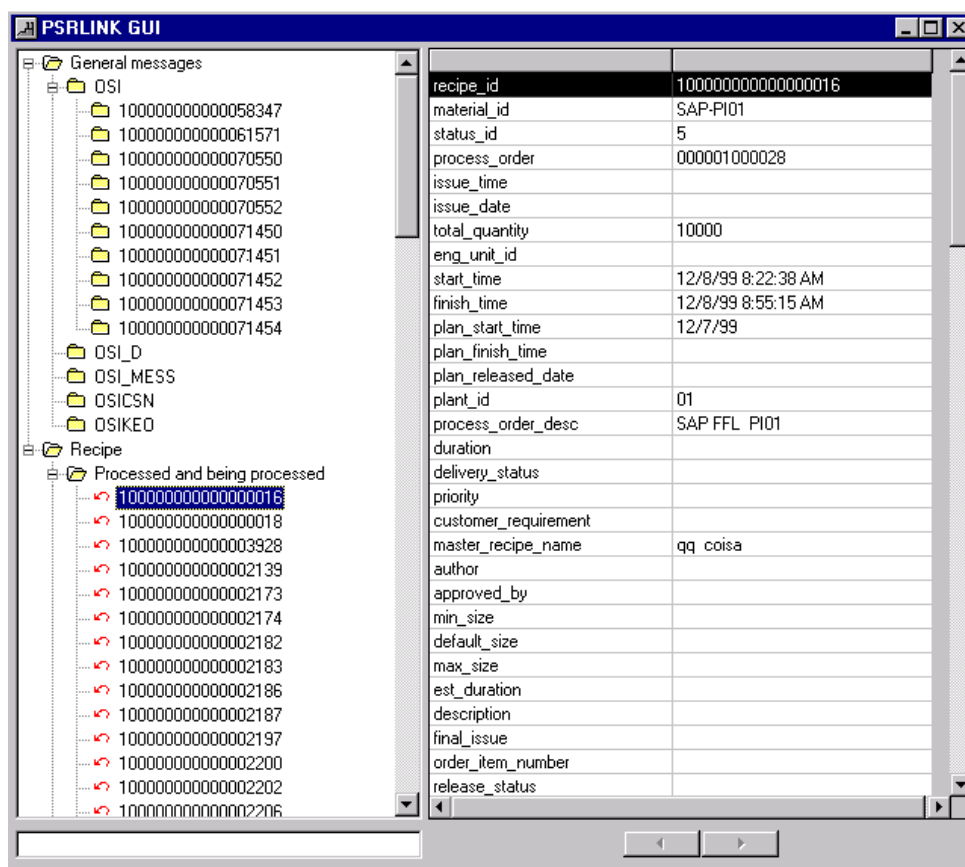 PSRLINK GUI
General messages
OSI
100000000000058347
100000000000061571
100000000000070550
100000000000070551
100000000000070552
100000000000071450
100000000000071451
100000000000071452
100000000000071453
100000000000071454
OSI_D
OSI_MESS
OSICSN
OSIKEO
Recipe
Processed and being processed
100000000000000016
100000000000000018
100000000000003928
100000000000002139
100000000000002173
100000000000002174
100000000000002182
100000000000002183
100000000000002186
100000000000002187
100000000000002197
100000000000002200
100000000000002202
100000000000002206
recipe_id 100000000000000016
material_id SAP-PI01
status_id 5
process_order 000001000028
issue_time
issue_date
total_quantity 10000
eng_unit_id
start_time 12/8/99 8:22:38 AM
finish_time 12/8/99 8:55:15 AM
plan_start_time 12/7/99
plan_finish_time
plan_released_date
plant_id 01
process_order_desc SAP FFL PI01
duration
delivery_status
priority
customer_requirement
master_recipe_name qq coisa
author
approved_by
min_size
default_size
max_size
est_duration
description
final_issue
order_item_number
release_status